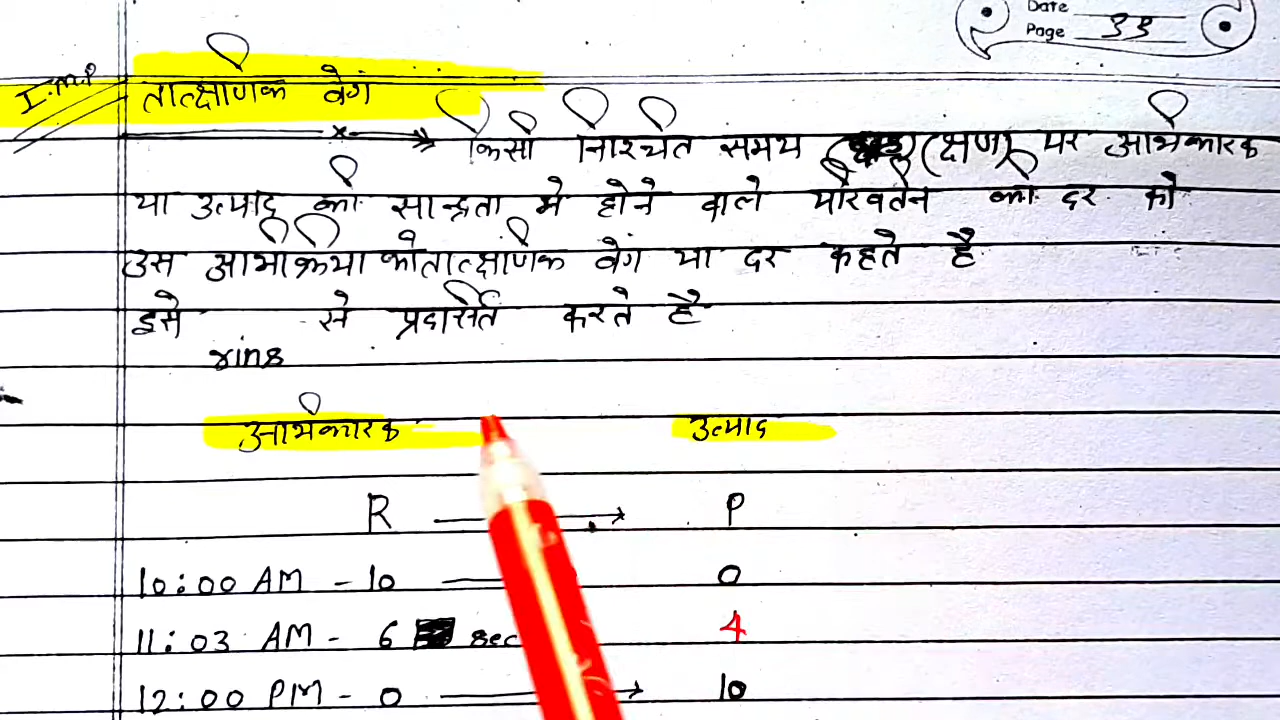 Date
Page 33
I.m.p
तात्क्षणिक वेग
किसी निश्चित समय (क्षण) पर अभिकारक
या उत्पाद की सान्द्रता मे होने वाले परिवर्तन की दर को
उस अभिक्रिया की तात्क्षणिक वेग या दर कहते है
इसे से प्रदर्सित करते है
rins
अभिकारक उत्पाद
R → P
10:00 AM - 10 — 0
11:03 AM - 6 sec 4
12:00 PM - 0 → 10